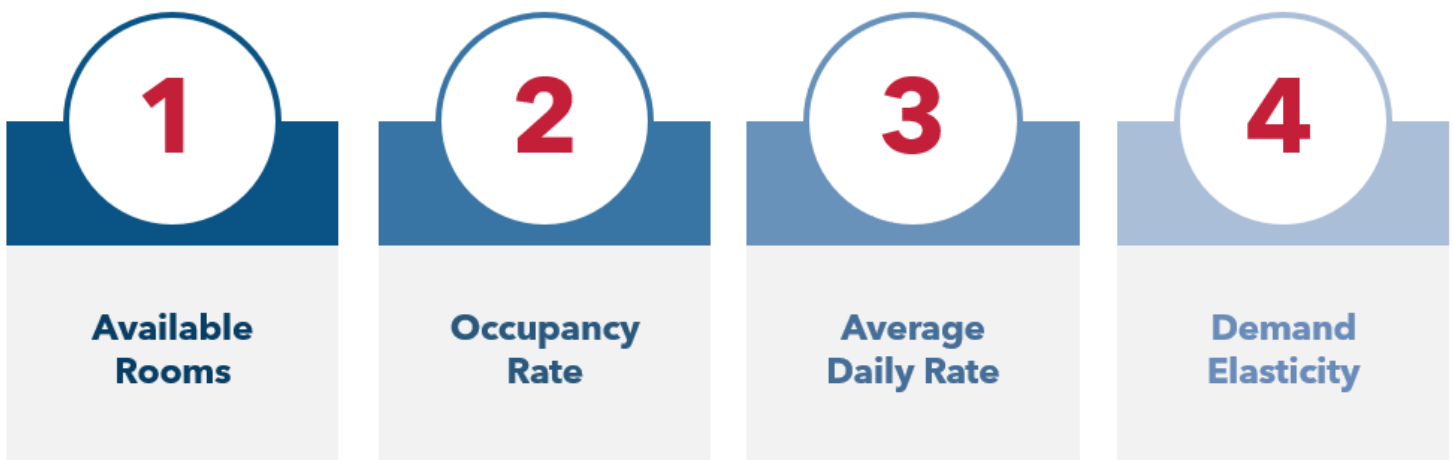 1
Available
Rooms
2
Occupancy
Rate
3
Average
Daily Rate
4
Demand
Elasticity